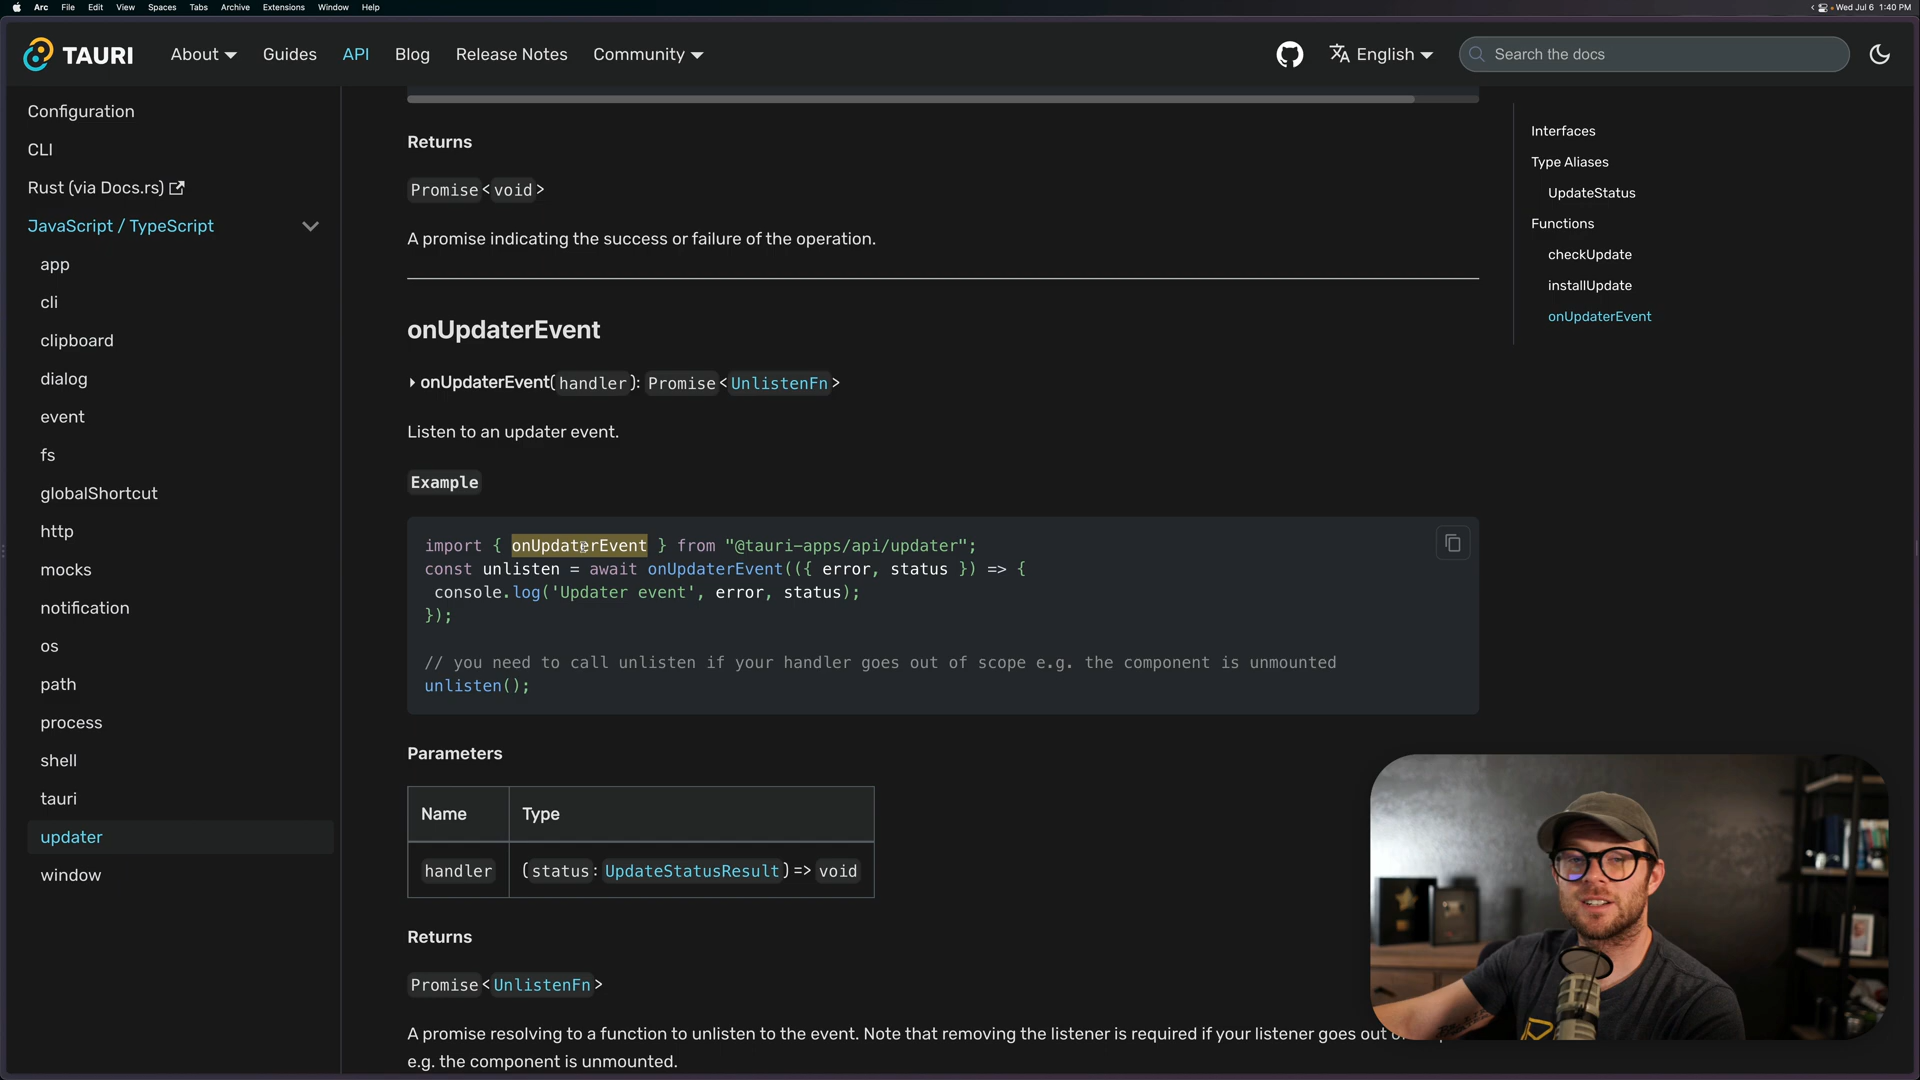 Arc File Edit View Spaces Tabs Archive Extensions Window Help
Wed Jul 6 1:40 PM
TAURI About Guides API Blog Release Notes Community English Search the docs
Configuration
CLI
Rust (via Docs.rs)
JavaScript / TypeScript
app
cli
clipboard
dialog
event
fs
globalShortcut
http
mocks
notification
os
path
process
shell
tauri
updater
window
Returns
Promise<void>
A promise indicating the success or failure of the operation.
onUpdaterEvent
onUpdaterEvent(handler): Promise<UnlistenFn>
Listen to an updater event.
Example
import { onUpdaterEvent } from "@tauri-apps/api/updater";
const unlisten = await onUpdaterEvent(({ error, status }) => {
console.log('Updater event', error, status);
});
// you need to call unlisten if your handler goes out of scope e.g. the component is unmounted
unlisten();
Parameters
Name Type
handler (status: UpdateStatusResult) => void
Returns
Promise<UnlistenFn>
A promise resolving to a function to unlisten to the event. Note that removing the listener is required if your listener goes out
e.g. the component is unmounted.
Interfaces
Type Aliases
UpdateStatus
Functions
checkUpdate
installUpdate
onUpdaterEvent